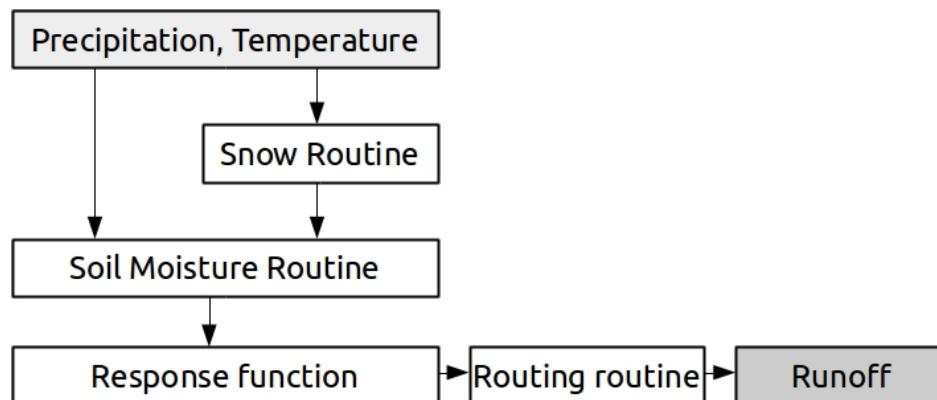 Precipitation, Temperature
Snow Routine
Soil Moisture Routine
Response function
Routing routine
Runoff